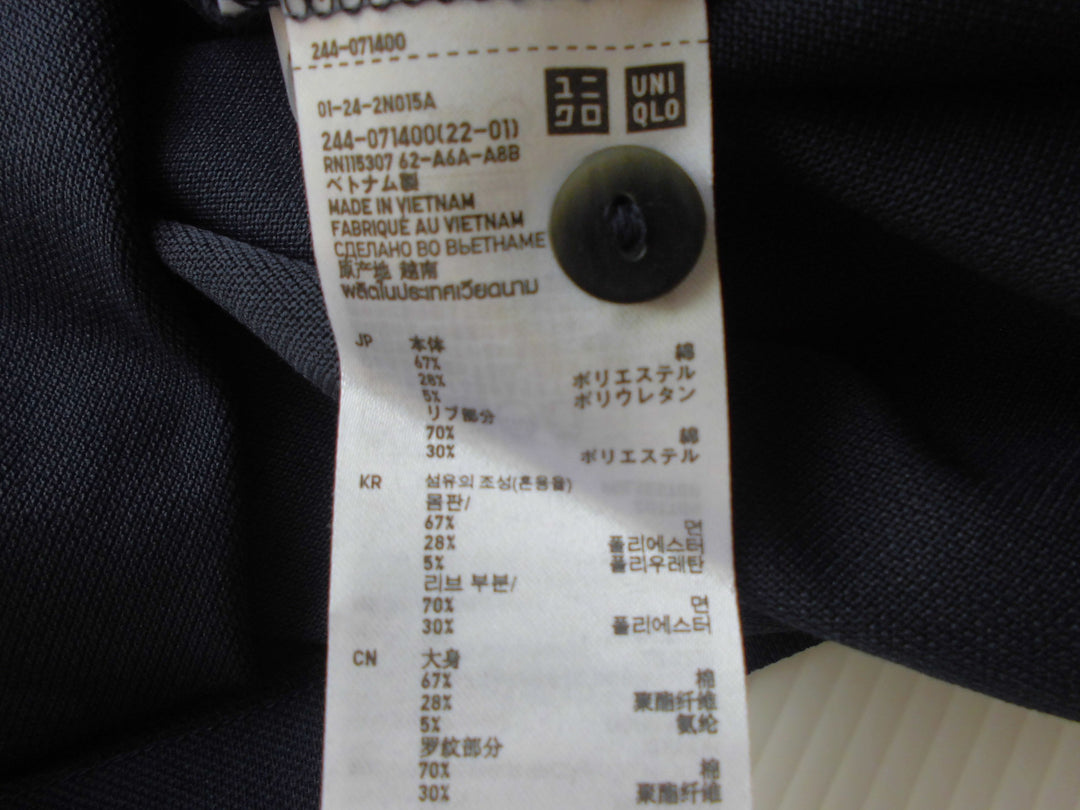 244-071400
ユニクロ
UNIQLO
01-24-2N015A
244-071400(22-01)
RN115307 62-A6A-A8B
ベトナム製
MADE IN VIETNAM
FABRIQUÉ AU VIETNAM
СДЕЛАНО ВО ВЬЕТНАМЕ
原产地 越南
ผลิตในประเทศเวียดนาม
JP 本体
67% 綿
28% ポリエステル
5% ポリウレタン
リブ部分
70% 綿
30% ポリエステル
KR 섬유의 조성(혼용율)
몸판/
67% 면
28% 폴리에스터
5% 폴리우레탄
리브 부분/
70% 면
30% 폴리에스터
CN 大身
67% 棉
28% 聚酯纤维
5% 氨纶
罗纹部分
70% 棉
30% 聚酯纤维